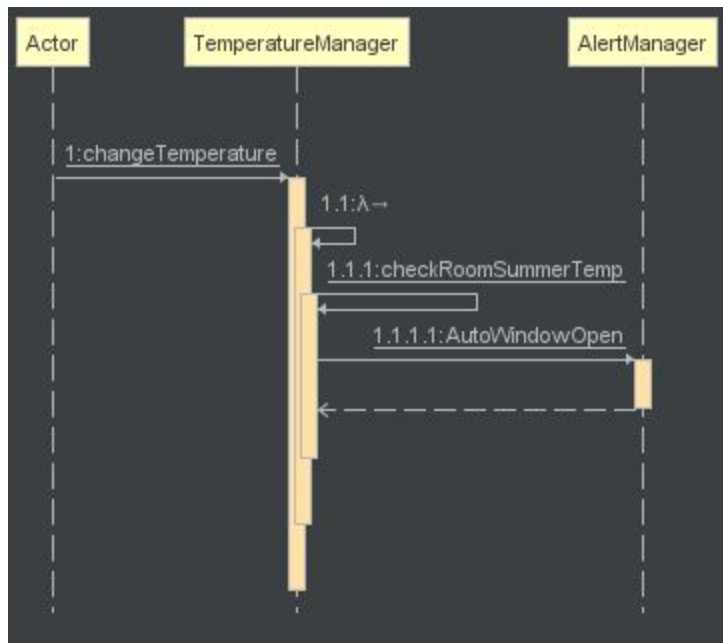 Actor
TemperatureManager
AlertManager
1:changeTemperature
1.1:λ→
1.1.1:checkRoomSummerTemp
1.1.1.1:AutoWindowOpen